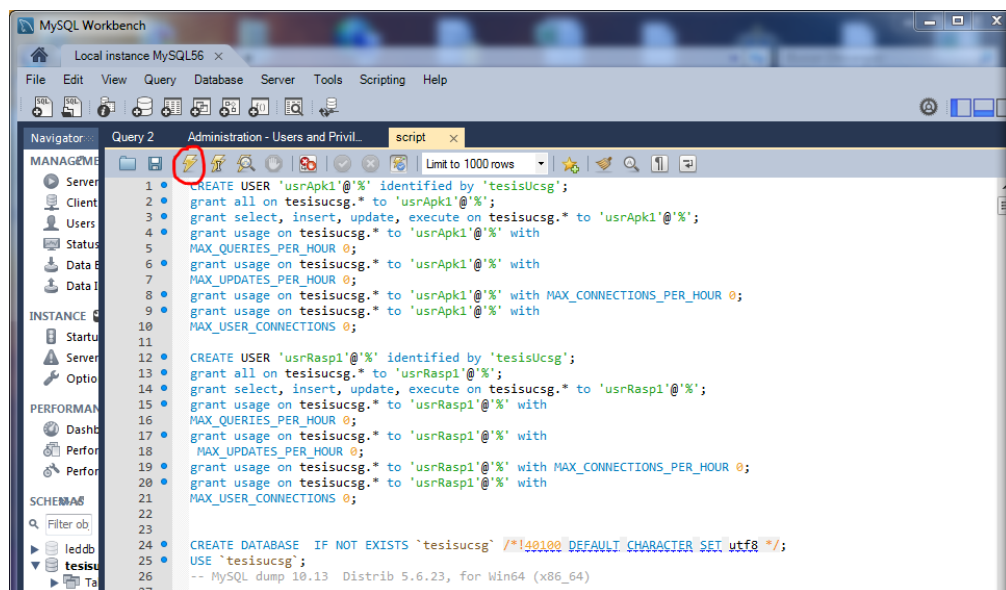 MySQL Workbench
Local instance MySQL56
File Edit View Query Database Server Tools Scripting Help
Navigator
Query 2 Administration - Users and Privil... script
MANAGEME
Limit to 1000 rows
Server
Client
Users
Status
Data E
Data I
INSTANCE
Startu
Server
Optio
PERFORMAN
Dashb
Perfor
Perfor
SCHEMAS
Filter ob
leddb
tesisu
Ta
1 CREATE USER 'usrApk1'@'%' identified by 'tesisUcsg';
2 grant all on tesisucsg.* to 'usrApk1'@'%';
3 grant select, insert, update, execute on tesisucsg.* to 'usrApk1'@'%';
4 grant usage on tesisucsg.* to 'usrApk1'@'%' with
5 MAX_QUERIES_PER_HOUR 0;
6 grant usage on tesisucsg.* to 'usrApk1'@'%' with
7 MAX_UPDATES_PER_HOUR 0;
8 grant usage on tesisucsg.* to 'usrApk1'@'%' with MAX_CONNECTIONS_PER_HOUR 0;
9 grant usage on tesisucsg.* to 'usrApk1'@'%' with
10 MAX_USER_CONNECTIONS 0;
11
12 CREATE USER 'usrRasp1'@'%' identified by 'tesisUcsg';
13 grant all on tesisucsg.* to 'usrRasp1'@'%';
14 grant select, insert, update, execute on tesisucsg.* to 'usrRasp1'@'%';
15 grant usage on tesisucsg.* to 'usrRasp1'@'%' with
16 MAX_QUERIES_PER_HOUR 0;
17 grant usage on tesisucsg.* to 'usrRasp1'@'%' with
18 MAX_UPDATES_PER_HOUR 0;
19 grant usage on tesisucsg.* to 'usrRasp1'@'%' with MAX_CONNECTIONS_PER_HOUR 0;
20 grant usage on tesisucsg.* to 'usrRasp1'@'%' with
21 MAX_USER_CONNECTIONS 0;
22
23
24 CREATE DATABASE IF NOT EXISTS `tesisucsg` /*!40100 DEFAULT CHARACTER SET utf8 */;
25 USE `tesisucsg`;
26 -- MySQL dump 10.13 Distrib 5.6.23, for Win64 (x86_64)